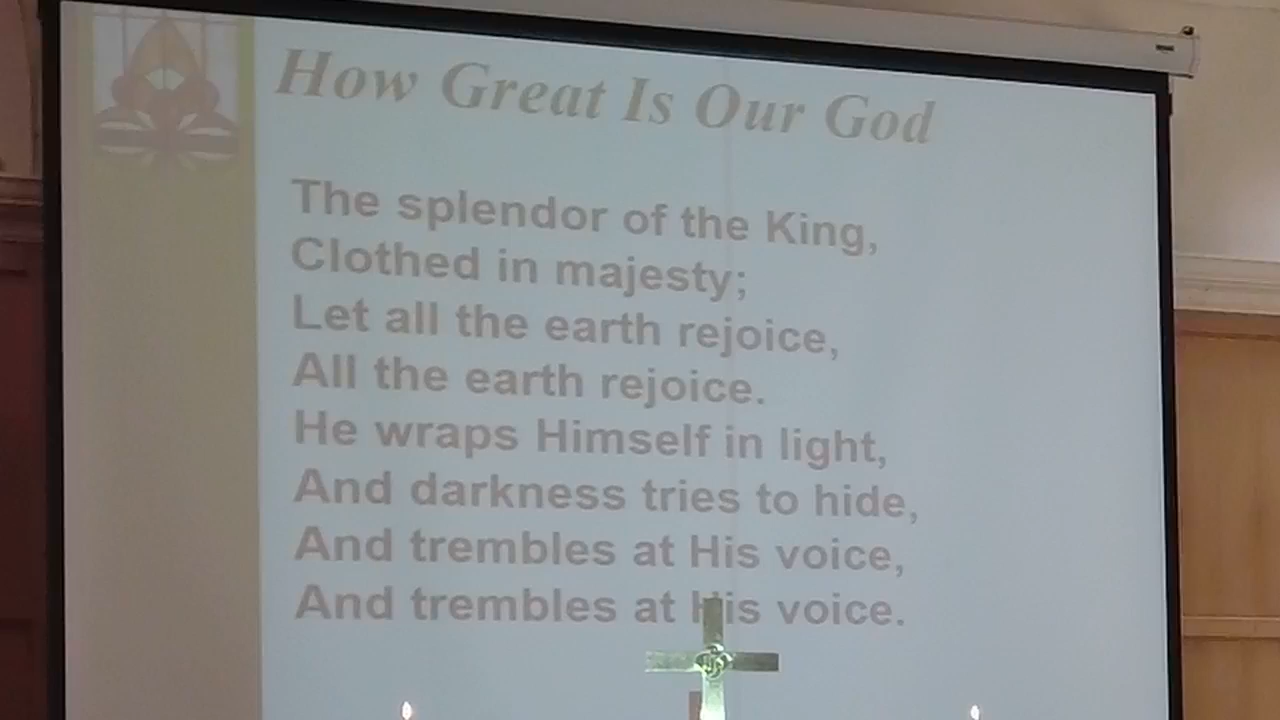 How Great Is Our God
The splendor of the King,
Clothed in majesty;
Let all the earth rejoice,
All the earth rejoice.
He wraps Himself in light,
And darkness tries to hide,
And trembles at His voice,
And trembles at His voice.